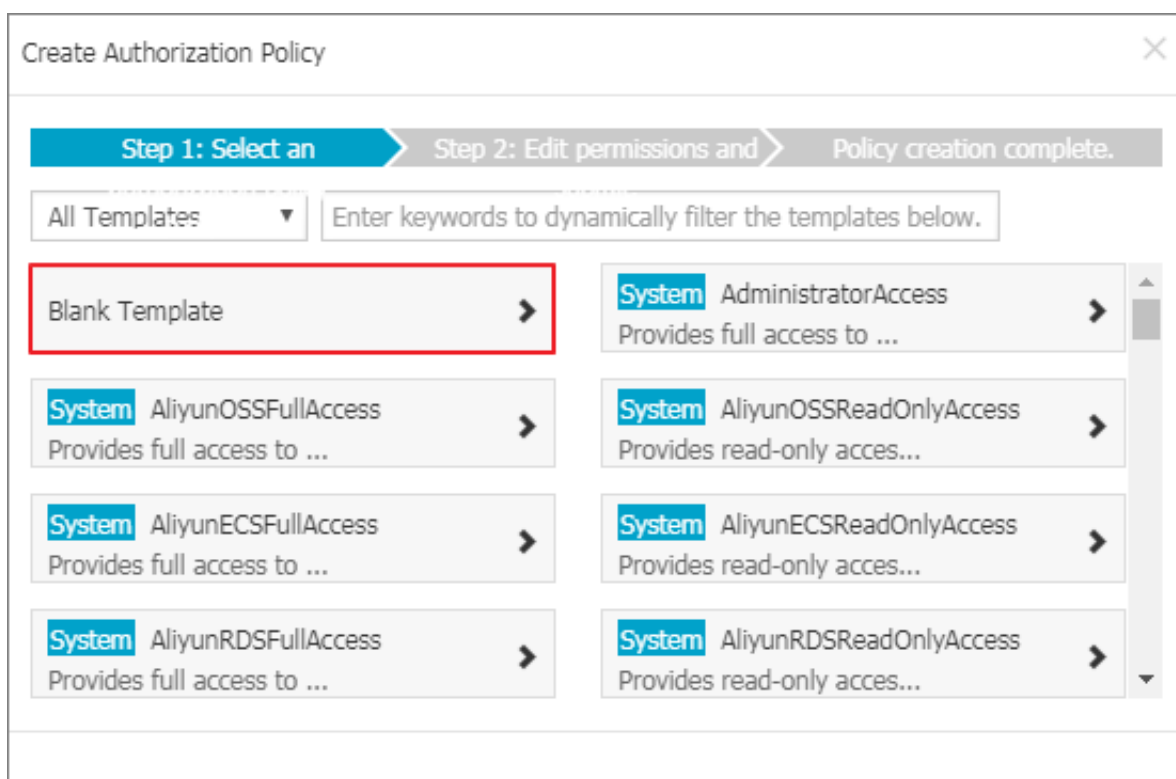 Create Authorization Policy
Step 1: Select an
Step 2: Edit permissions and
Policy creation complete.
All Templates
Enter keywords to dynamically filter the templates below.
Blank Template
System AdministratorAccess
Provides full access to ...
System AliyunOSSFullAccess
Provides full access to ...
System AliyunOSSReadOnlyAccess
Provides read-only acces...
System AliyunECSFullAccess
Provides full access to ...
System AliyunECSReadOnlyAccess
Provides read-only acces...
System AliyunRDSFullAccess
Provides full access to ...
System AliyunRDSReadOnlyAccess
Provides read-only acces...